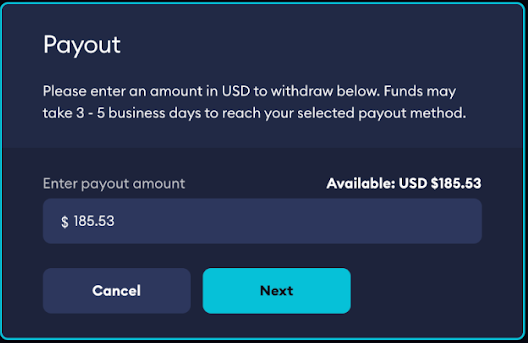 Payout
Please enter an amount in USD to withdraw below. Funds may
take 3 - 5 business days to reach your selected payout method.
Enter payout amount
Available: USD $185.53
$ 185.53
Cancel
Next